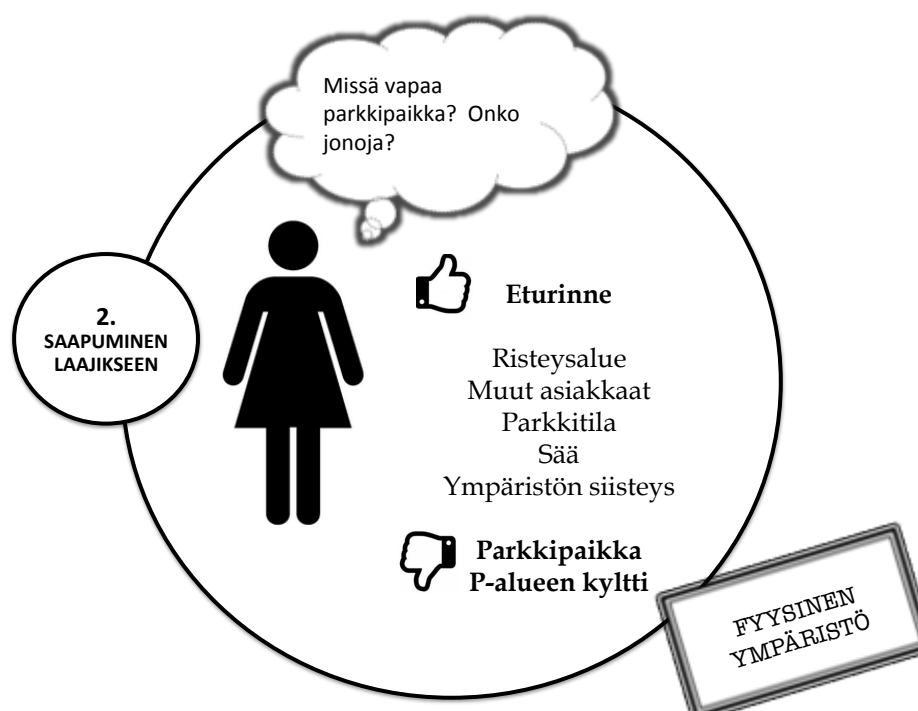 Missä vapaa
parkkipaikka? Onko
jonoja?
2.
SAAPUMINEN
LAAJIKSEEN
Eturinne
Risteysalue
Muut asiakkaat
Parkkitila
Sää
Ympäristön siisteys
Parkkipaikka
P-alueen kyltti
FYYSINEN
YMPÄRISTÖ